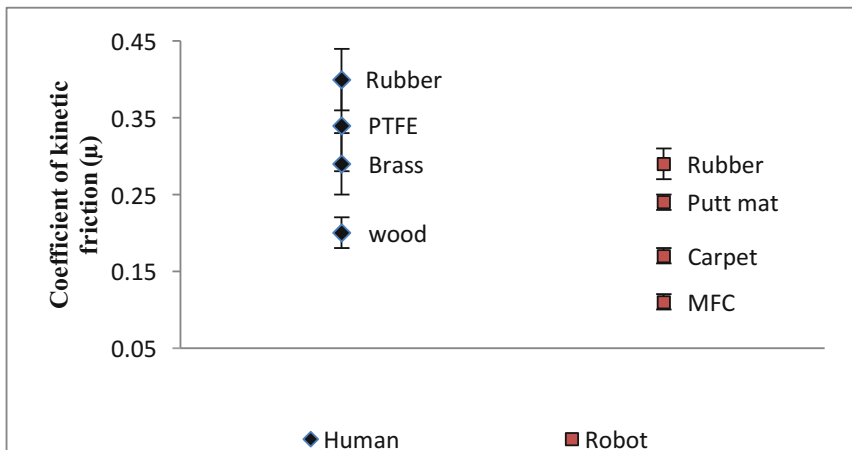 Coefficient of kinetic
friction (μ)
0.45
0.35
0.25
0.15
0.05
Rubber
PTFE
Brass
wood
Rubber
Putt mat
Carpet
MFC
Human
Robot